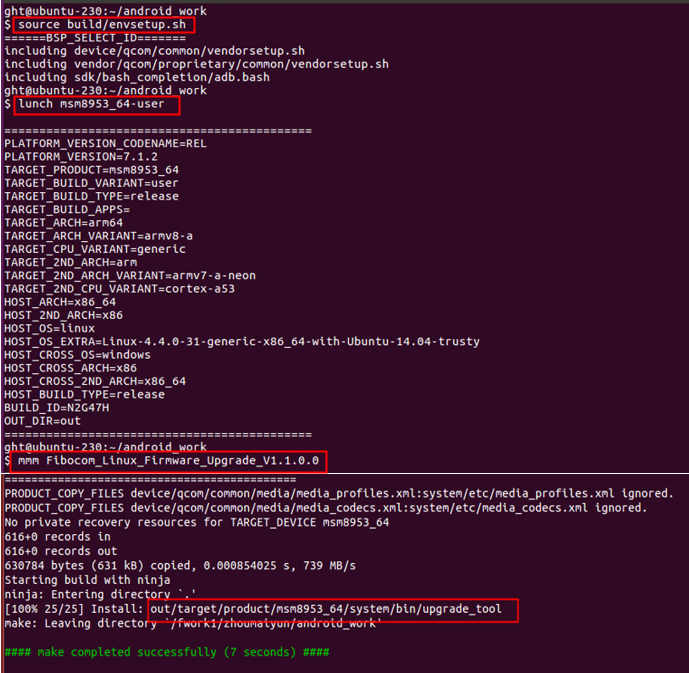 ght@ubuntu-230:~/android_work
$ source build/envsetup.sh
======BSP_SELECT_ID=======
including device/qcom/common/vendorsetup.sh
including vendor/qcom/proprietary/common/vendorsetup.sh
including sdk/bash_completion/adb.bash
ght@ubuntu-230:~/android_work
$ lunch msm8953_64-user
============================================
PLATFORM_VERSION_CODENAME=REL
PLATFORM_VERSION=7.1.2
TARGET_PRODUCT=msm8953_64
TARGET_BUILD_VARIANT=user
TARGET_BUILD_TYPE=release
TARGET_BUILD_APPS=
TARGET_ARCH=arm64
TARGET_ARCH_VARIANT=armv8-a
TARGET_CPU_VARIANT=generic
TARGET_2ND_ARCH=arm
TARGET_2ND_ARCH_VARIANT=armv7-a-neon
TARGET_2ND_CPU_VARIANT=cortex-a53
HOST_ARCH=x86_64
HOST_2ND_ARCH=x86
HOST_OS=linux
HOST_OS_EXTRA=Linux-4.4.0-31-generic-x86_64-with-Ubuntu-14.04-trusty
HOST_CROSS_OS=windows
HOST_CROSS_ARCH=x86
HOST_CROSS_2ND_ARCH=x86_64
HOST_BUILD_TYPE=release
BUILD_ID=N2G47H
OUT_DIR=out
============================================
ght@ubuntu-230:~/android_work
$ mmm Fibocom_Linux_Firmware_Upgrade_V1.1.0.0
==========================================
PRODUCT_COPY_FILES device/qcom/common/media/media_profiles.xml:system/etc/media_profiles.xml ignored.
PRODUCT_COPY_FILES device/qcom/common/media/media_codecs.xml:system/etc/media_codecs.xml ignored.
No private recovery resources for TARGET_DEVICE msm8953_64
616+0 records in
616+0 records out
630784 bytes (631 kB) copied, 0.000854025 s, 739 MB/s
Starting build with ninja
ninja: Entering directory `.'
[100% 25/25] Install: out/target/product/msm8953_64/system/bin/upgrade_tool
make: Leaving directory `/fwork1/zhoumaiyun/android_work'
#### make completed successfully (7 seconds) ####